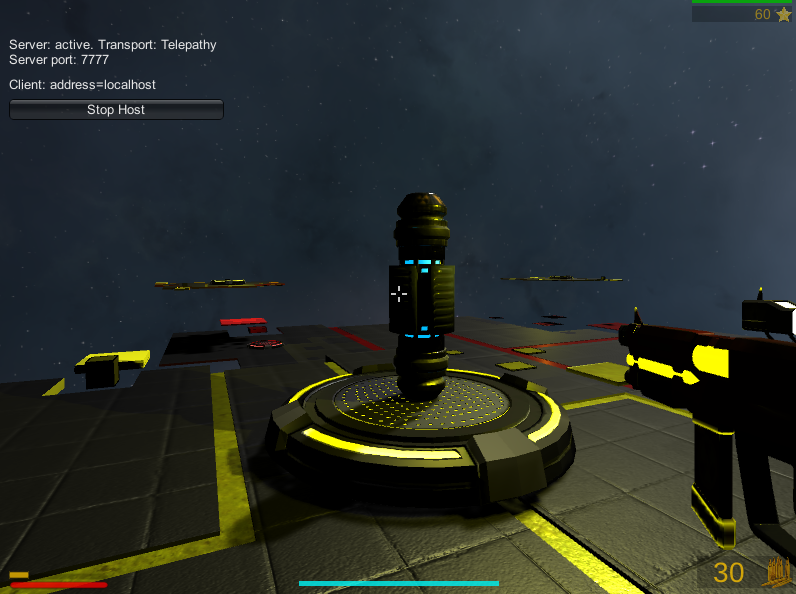 60
Server: active. Transport: Telepathy
Server port: 7777
Client: address=localhost
Stop Host
30